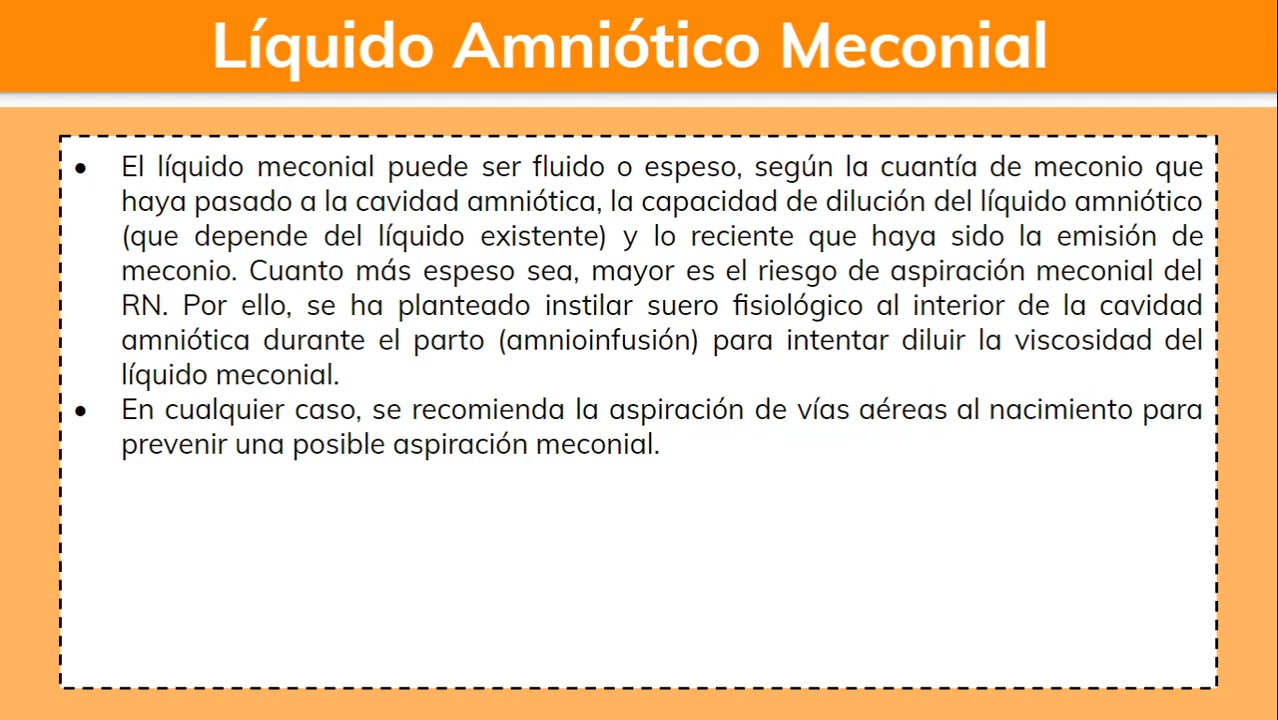 Líquido Amniótico Meconial
● El líquido meconial puede ser fluido o espeso, según la cuantía de meconio que
haya pasado a la cavidad amniótica, la capacidad de dilución del líquido amniótico
(que depende del líquido existente) y lo reciente que haya sido la emisión de
meconio. Cuanto más espeso sea, mayor es el riesgo de aspiración meconial del
RN. Por ello, se ha planteado instilar suero fisiológico al interior de la cavidad
amniótica durante el parto (amnioinfusión) para intentar diluir la viscosidad del
líquido meconial.
● En cualquier caso, se recomienda la aspiración de vías aéreas al nacimiento para
prevenir una posible aspiración meconial.